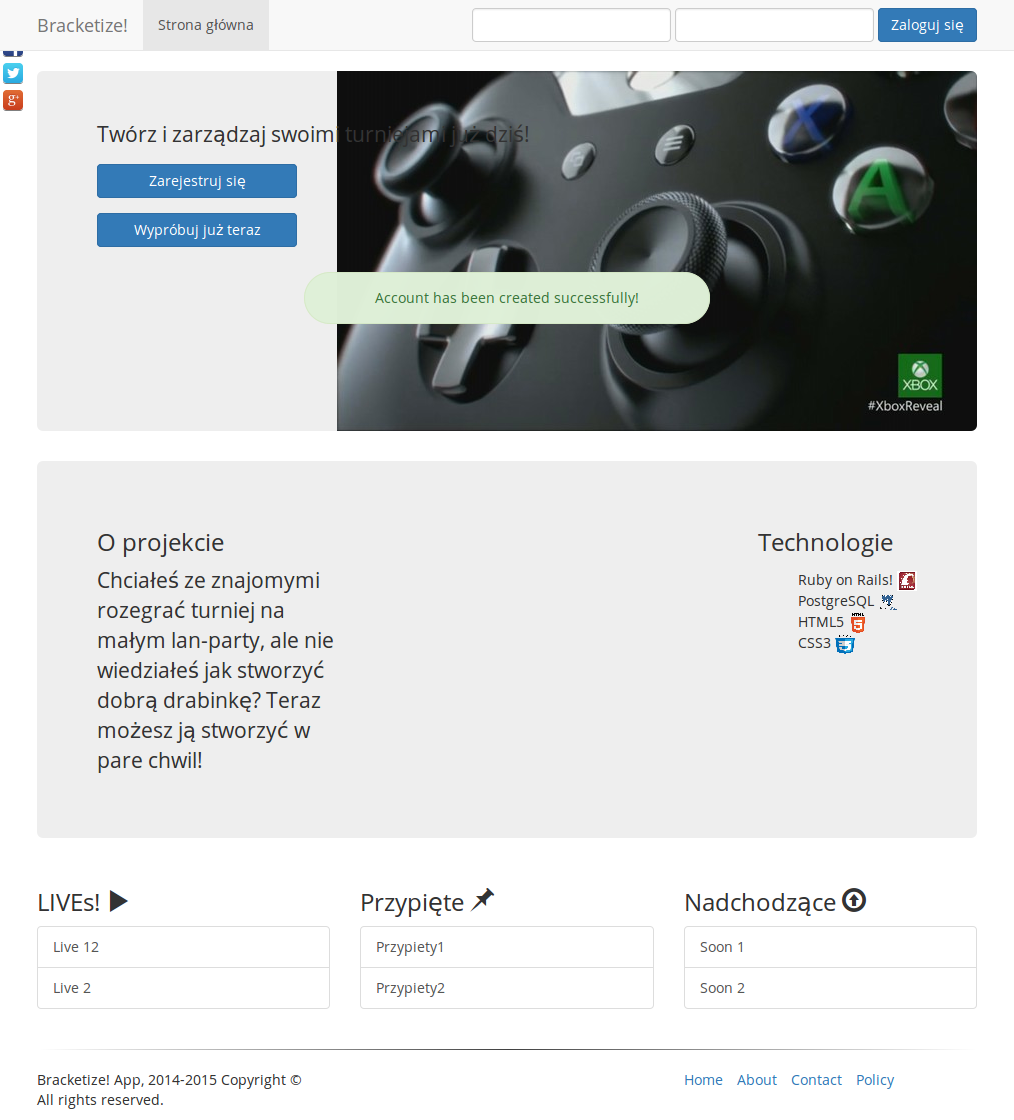 Bracketize!
Strona główna
Zaloguj się
Twórz i zarządzaj swoimi turniejami już dziś!
Zarejestruj się
Wypróbuj już teraz
X
A
Account has been created successfully!
XBOX
#XboxReveal
O projekcie
Chciałeś ze znajomymi
rozegrać turniej na
małym lan-party, ale nie
wiedziałeś jak stworzyć
dobrą drabinkę? Teraz
możesz ją stworzyć w
pare chwil!
Technologie
Ruby on Rails!
PostgreSQL
HTML5
CSS3
LIVEs!
Live 12
Live 2
Przypięte
Przypiety1
Przypiety2
Nadchodzące
Soon 1
Soon 2
Bracketize! App, 2014-2015 Copyright ©
All rights reserved.
Home About Contact Policy